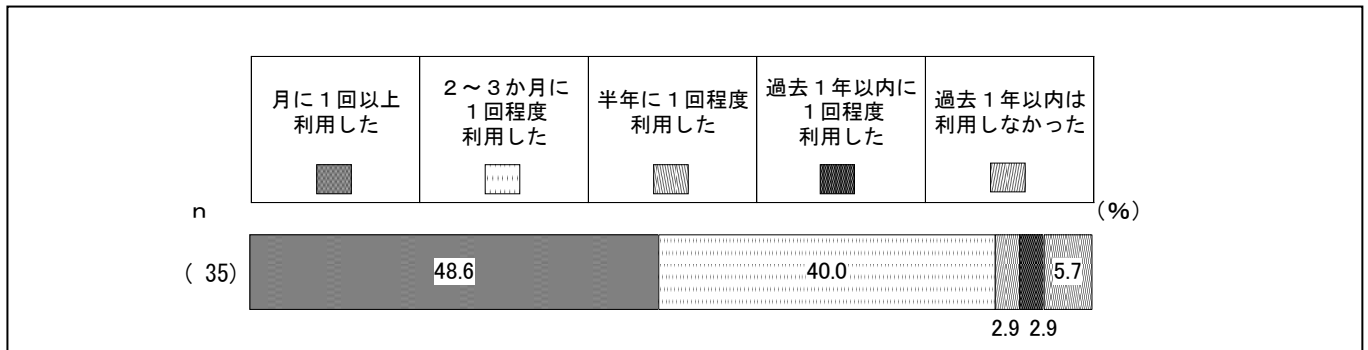 月に１回以上
利用した
２～３か月に
１回程度
利用した
半年に１回程度
利用した
過去１年以内に
１回程度
利用した
過去１年以内は
利用しなかった
ｎ
（％）
( 35)
48.6
40.0
5.7
2.9
2.9